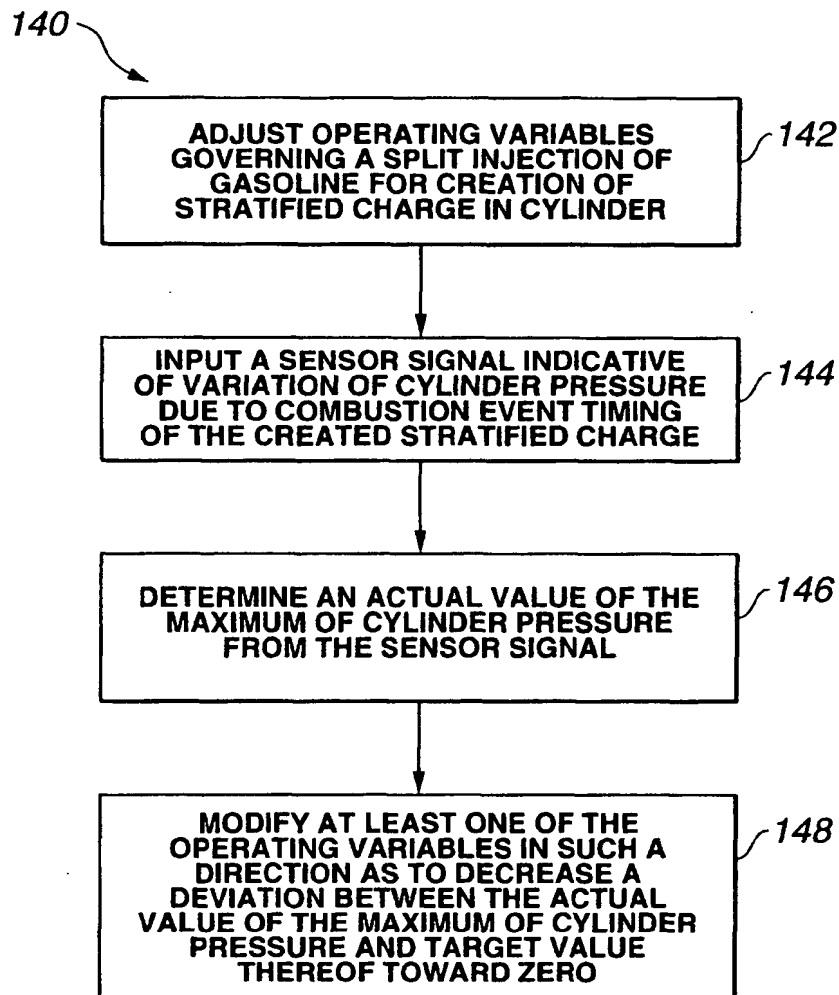 140
ADJUST OPERATING VARIABLES
GOVERNING A SPLIT INJECTION OF
GASOLINE FOR CREATION OF
STRATIFIED CHARGE IN CYLINDER
142
INPUT A SENSOR SIGNAL INDICATIVE
OF VARIATION OF CYLINDER PRESSURE
DUE TO COMBUSTION EVENT TIMING
OF THE CREATED STRATIFIED CHARGE
144
DETERMINE AN ACTUAL VALUE OF THE
MAXIMUM OF CYLINDER PRESSURE
FROM THE SENSOR SIGNAL
146
MODIFY AT LEAST ONE OF THE
OPERATING VARIABLES IN SUCH A
DIRECTION AS TO DECREASE A
DEVIATION BETWEEN THE ACTUAL
VALUE OF THE MAXIMUM OF CYLINDER
PRESSURE AND TARGET VALUE
THEREOF TOWARD ZERO
148